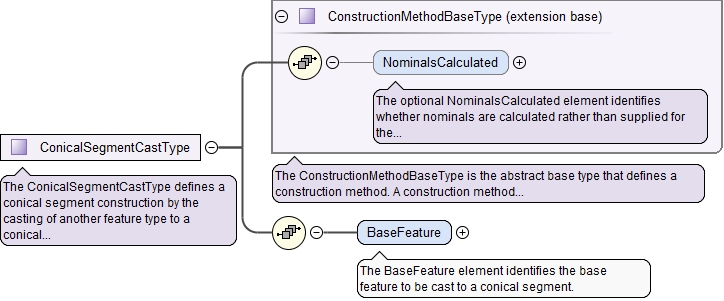 ConstructionMethodBaseType (extension base)
NominalsCalculated
The optional NominalsCalculated element identifies
whether nominals are calculated rather than supplied for
the...
ConicalSegmentCastType
The ConicalSegmentCastType defines a
conical segment construction by the
casting of another feature type to a
conical...
The ConstructionMethodBaseType is the abstract base type that defines a
construction method. A construction method...
BaseFeature
The BaseFeature element identifies the base
feature to be cast to a conical segment.